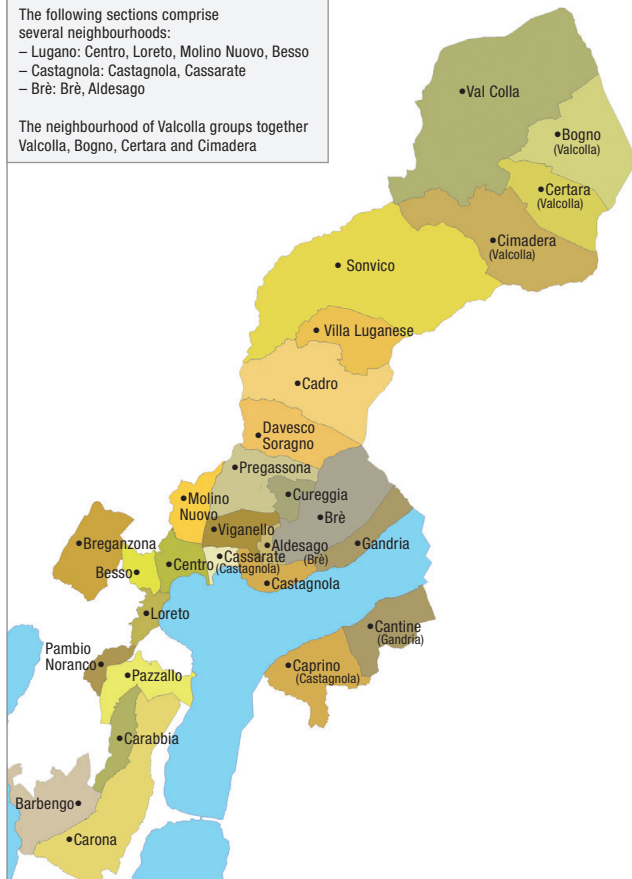 The following sections comprise
several neighbourhoods:
– Lugano: Centro, Loreto, Molino Nuovo, Besso
– Castagnola: Castagnola, Cassarate
– Brè: Brè, Aldesago
The neighbourhood of Valcolla groups together
Valcolla, Bogno, Certara and Cimadera
Val Colla
Bogno
(Valcolla)
Certara
(Valcolla)
Cimadera
(Valcolla)
Sonvico
Villa Luganese
Cadro
Davesco
Soragno
Pregassona
Cureggia
Molino
Nuovo
Brè
Viganello
Breganzona
Aldesago
(Brè)
Gandria
Cassarate
(Castagnola)
Centro
Besso
Castagnola
Loreto
Cantine
(Gandria)
Pambio
Noranco
Caprino
(Castagnola)
Pazzallo
Carabbia
Barbengo
Carona